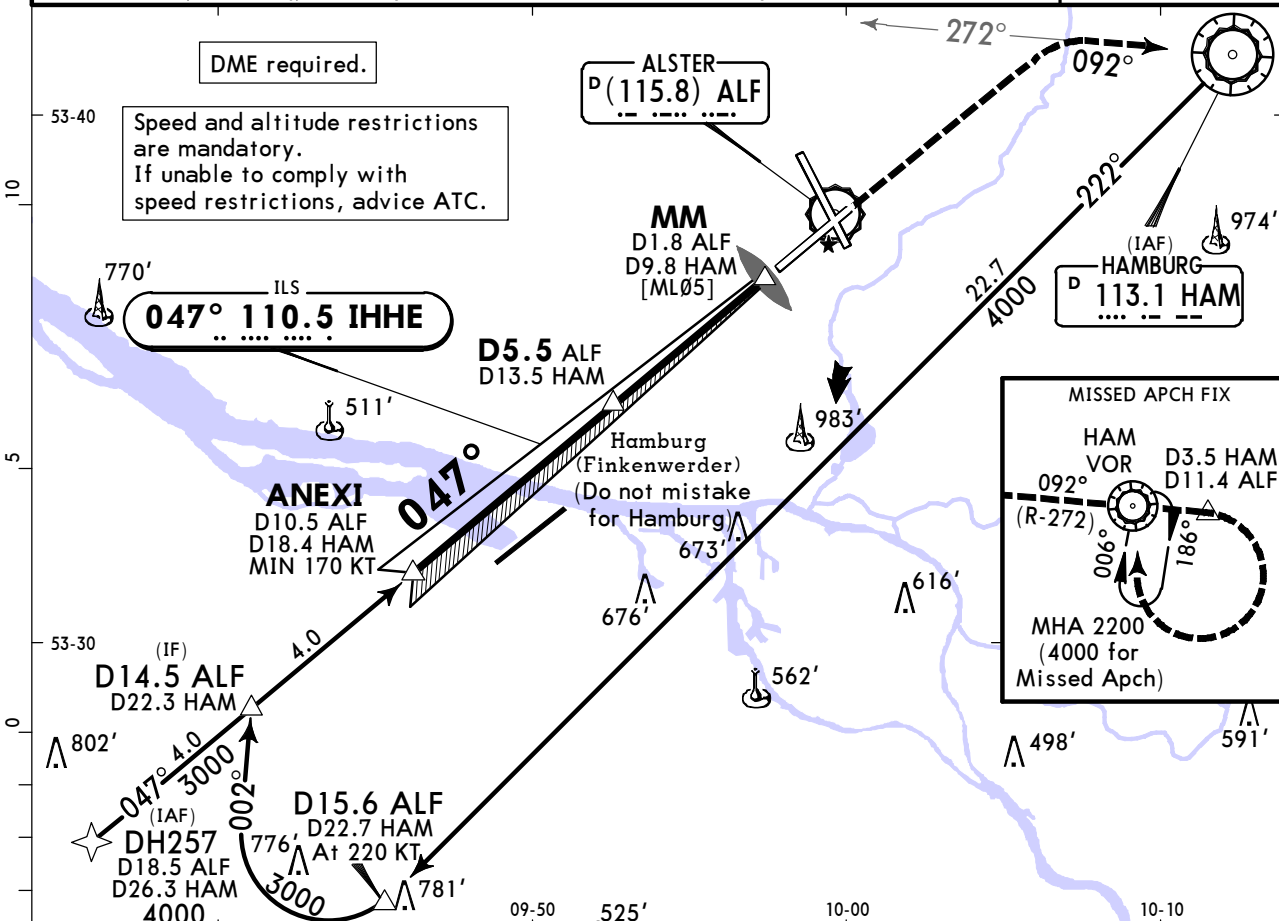 272°
092°
DME required.
ALSTER
D (115.8) ALF
53-40
Speed and altitude restrictions
are mandatory.
If unable to comply with
speed restrictions, advice ATC.
10
222°
MM
D1.8 ALF
D9.8 HAM
[MLØ5]
974'
(IAF)
HAMBURG
D 113.1 HAM
770'
ILS
047° 110.5 IHHE
22.7
4000
D5.5 ALF
D13.5 HAM
511'
983'
MISSED APCH FIX
HAM
VOR
D3.5 HAM
D11.4 ALF
092°
(R-272)
006°
186°
MHA 2200
(4000 for
Missed Apch)
5
Hamburg
(Finkenwerder)
(Do not mistake
for Hamburg)
047°
ANEXI
D10.5 ALF
D18.4 HAM
MIN 170 KT
673'
676'
616'
53-30
4.0
(IF)
D14.5 ALF
D22.3 HAM
562'
0
802'
498'
591'
047°
4.0
3000
002°
(IAF)
DH257
D18.5 ALF
D26.3 HAM
4000
776'
3000
D15.6 ALF
D22.7 HAM
At 220 KT
781'
09-50
525'
10-00
10-10